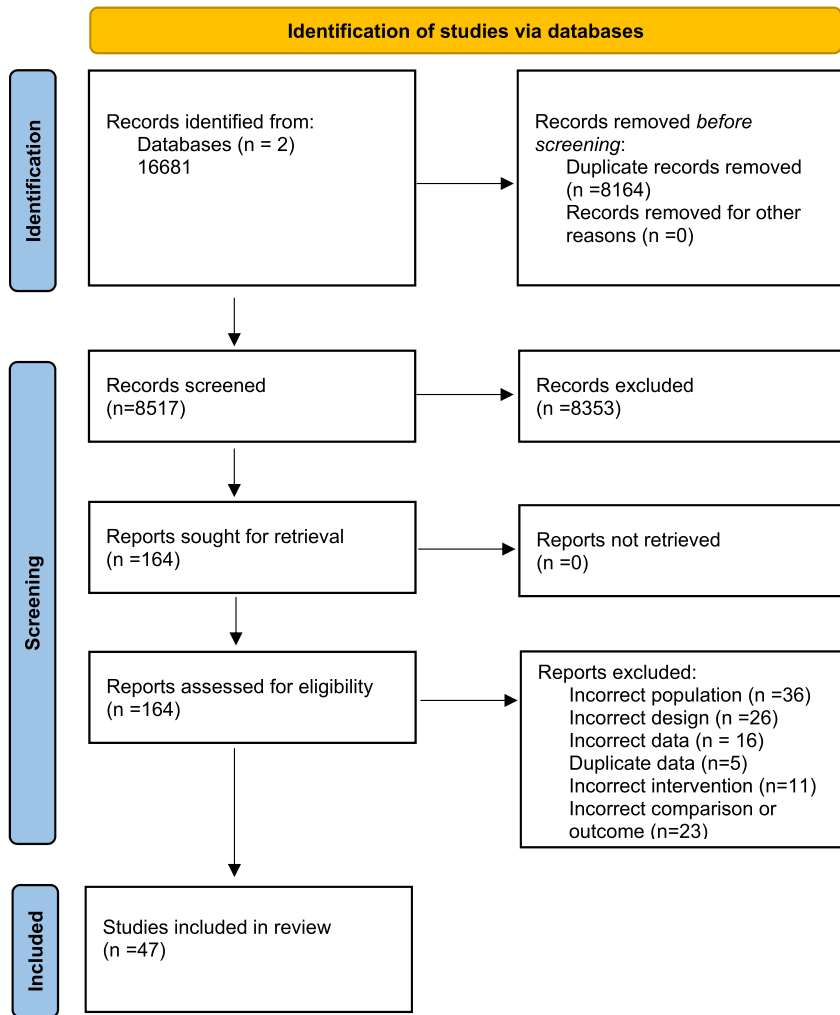 Identification of studies via databases
Identification
Records identified from:
Databases (n = 2)
16681
Records removed before
screening:
Duplicate records removed
(n =8164)
Records removed for other
reasons (n =0)
Screening
Records screened
(n=8517)
Records excluded
(n =8353)
Reports sought for retrieval
(n =164)
Reports not retrieved
(n =0)
Reports assessed for eligibility
(n =164)
Reports excluded:
Incorrect population (n =36)
Incorrect design (n =26)
Incorrect data (n = 16)
Duplicate data (n=5)
Incorrect intervention (n=11)
Incorrect comparison or
outcome (n=23)
Included
Studies included in review
(n =47)